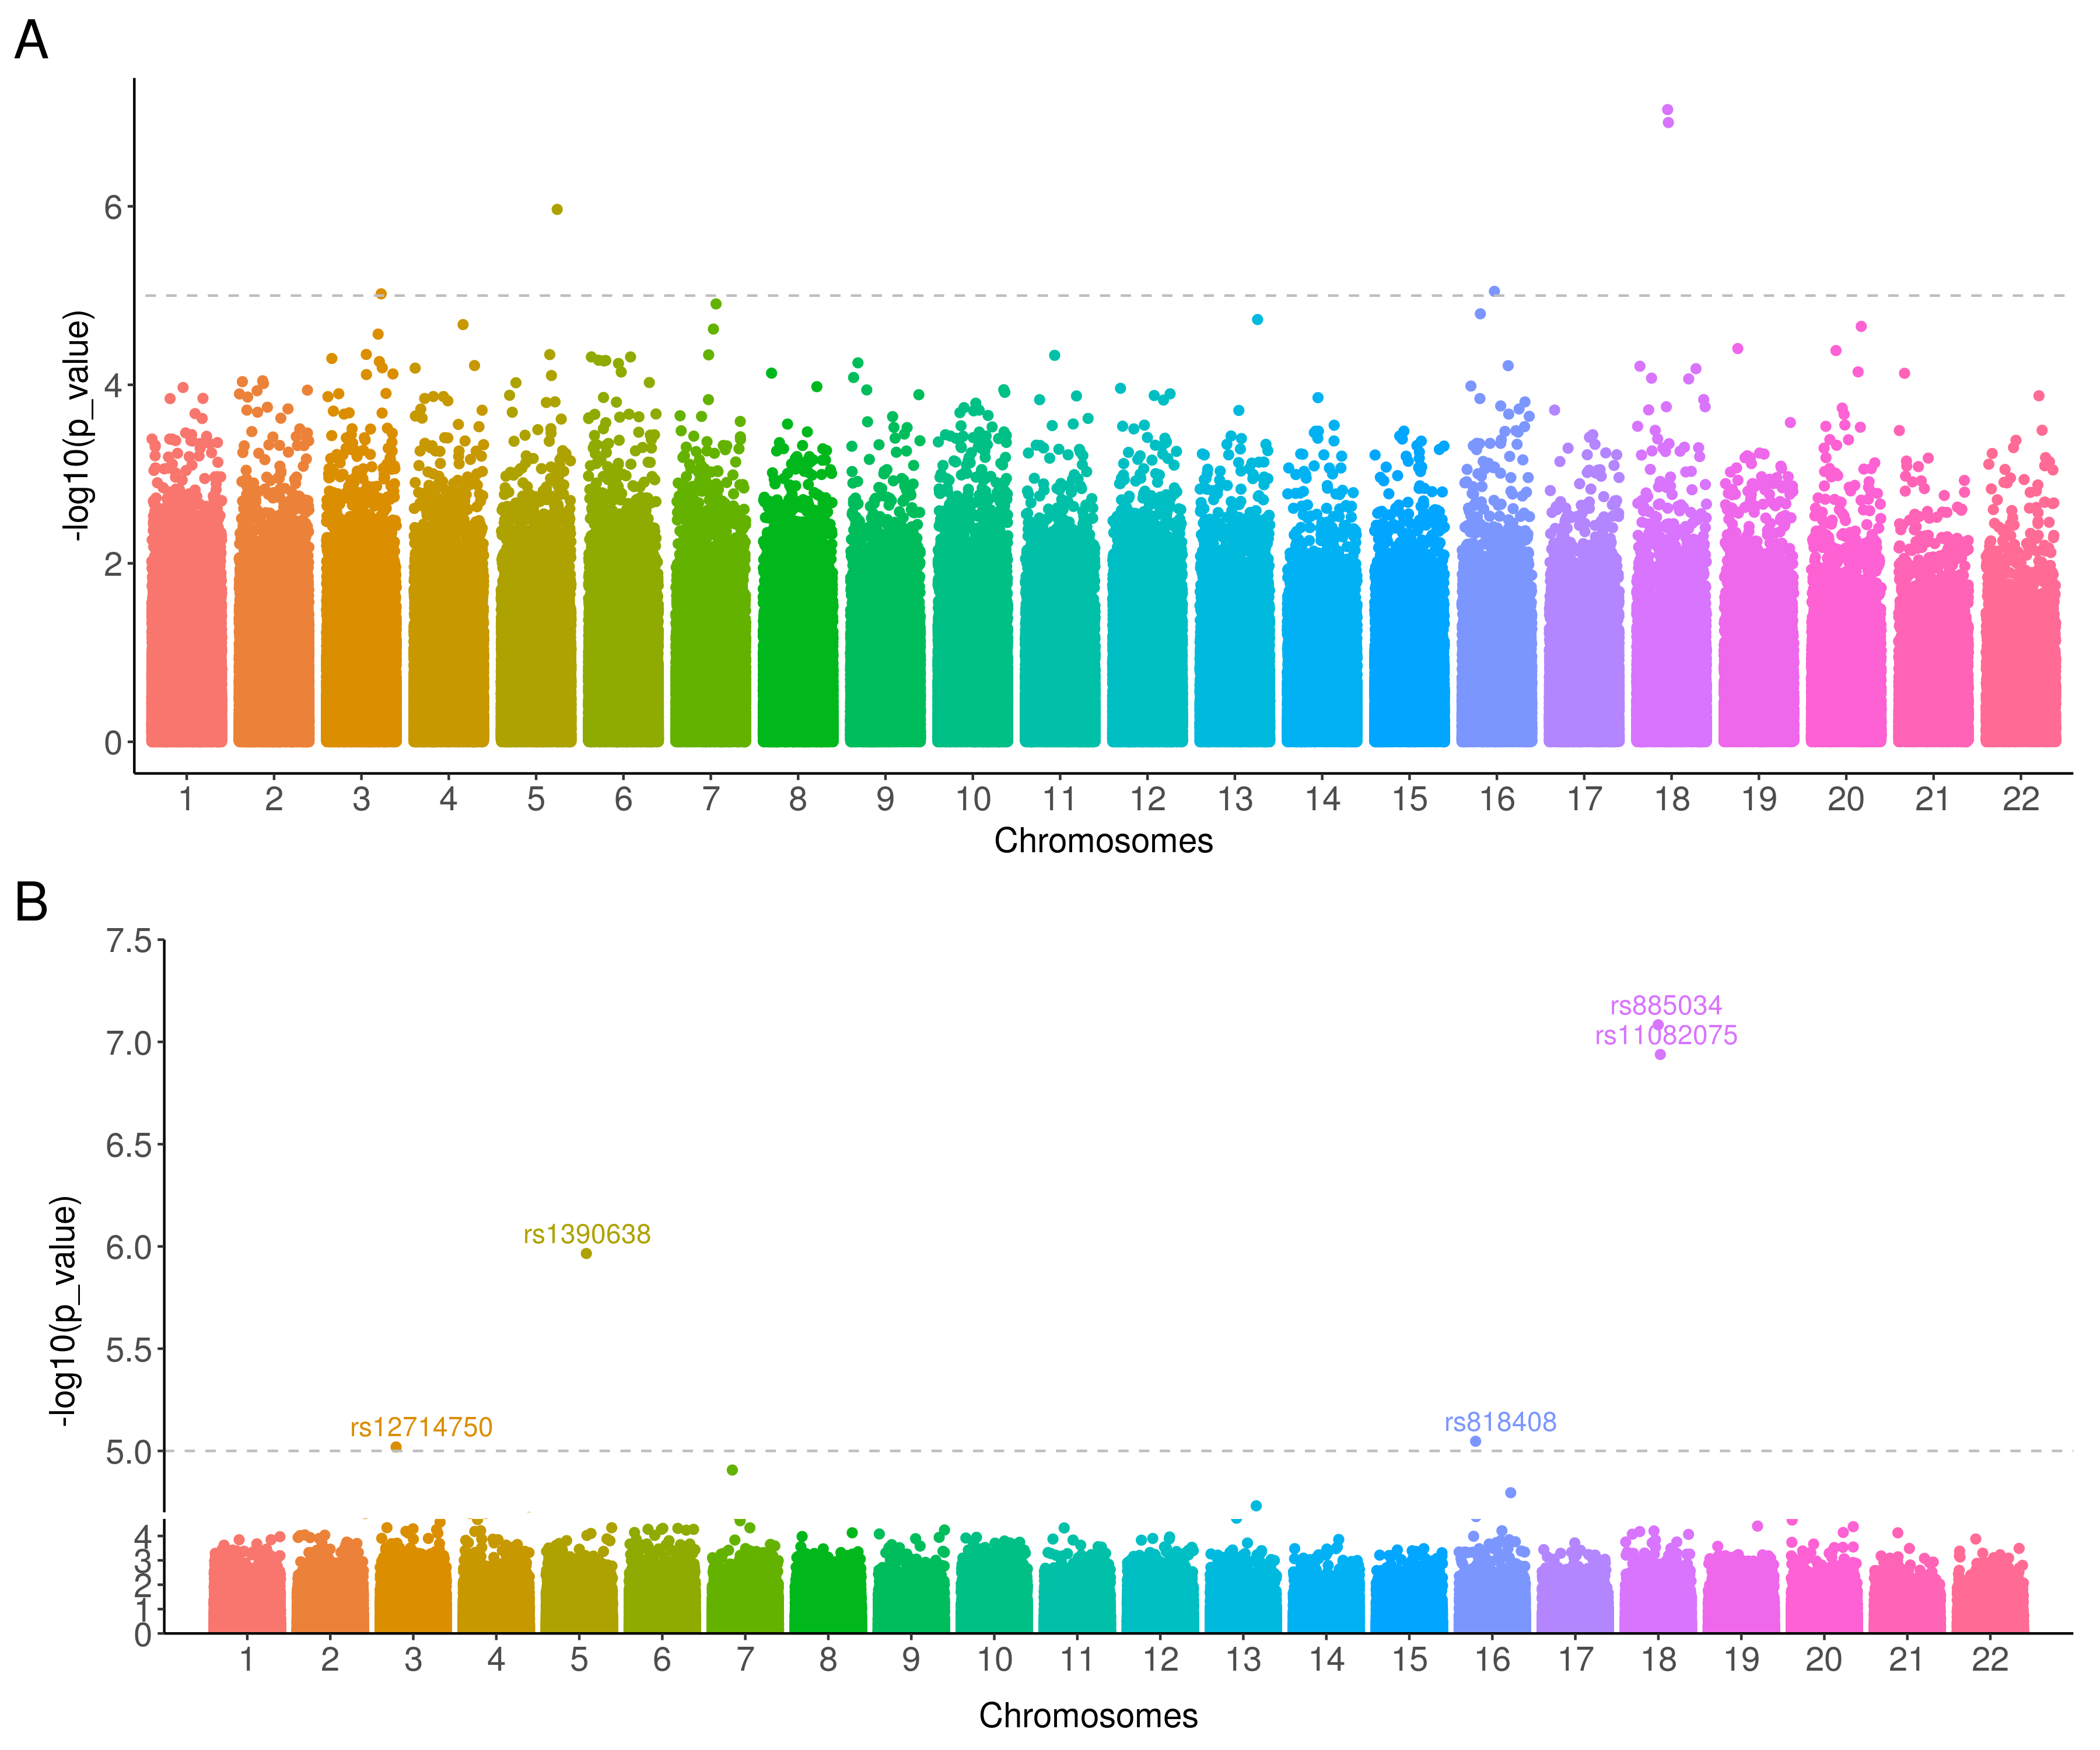 A
6
4
2
0
-log10(p_value)
1 2 3 4 5 6 7 8 9 10 11 12 13 14 15 16 17 18 19 20 21 22
Chromosomes
B
7.5
7.0
6.5
6.0
5.5
5.0
4
3
2
1
0
-log10(p_value)
rs885034
rs11082075
rs1390638
rs12714750
rs818408
1 2 3 4 5 6 7 8 9 10 11 12 13 14 15 16 17 18 19 20 21 22
Chromosomes